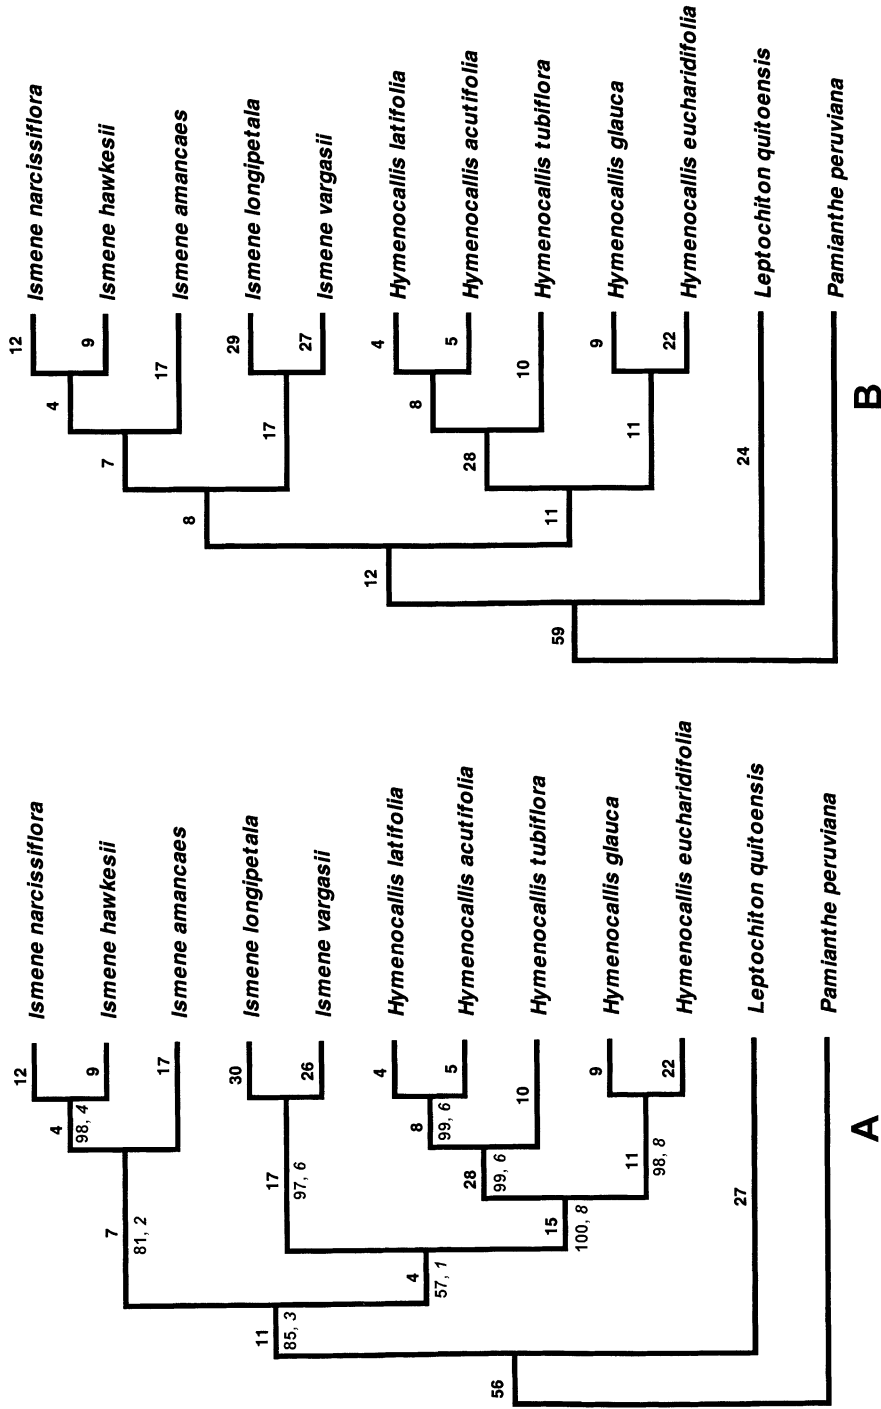 12
Ismene narcissiflora
4
98, 4
9
Ismene hawkesii
7
81, 2
17
Ismene amancaes
11
85, 3
30
Ismene longipetala
17
97, 6
26
Ismene vargasii
4
57, 1
4
Hymenocallis latifolia
8
99, 6
5
Hymenocallis acutifolia
28
99, 6
10
Hymenocallis tubiflora
15
100, 8
9
Hymenocallis glauca
11
98, 8
22
Hymenocallis eucharidifolia
56
27
Leptochiton quitoensis
Pamianthe peruviana
A
12
Ismene narcissiflora
4
9
Ismene hawkesii
7
17
Ismene amancaes
8
29
Ismene longipetala
17
27
Ismene vargasii
12
4
Hymenocallis latifolia
8
5
Hymenocallis acutifolia
28
10
Hymenocallis tubiflora
11
9
Hymenocallis glauca
11
22
Hymenocallis eucharidifolia
59
24
Leptochiton quitoensis
Pamianthe peruviana
B